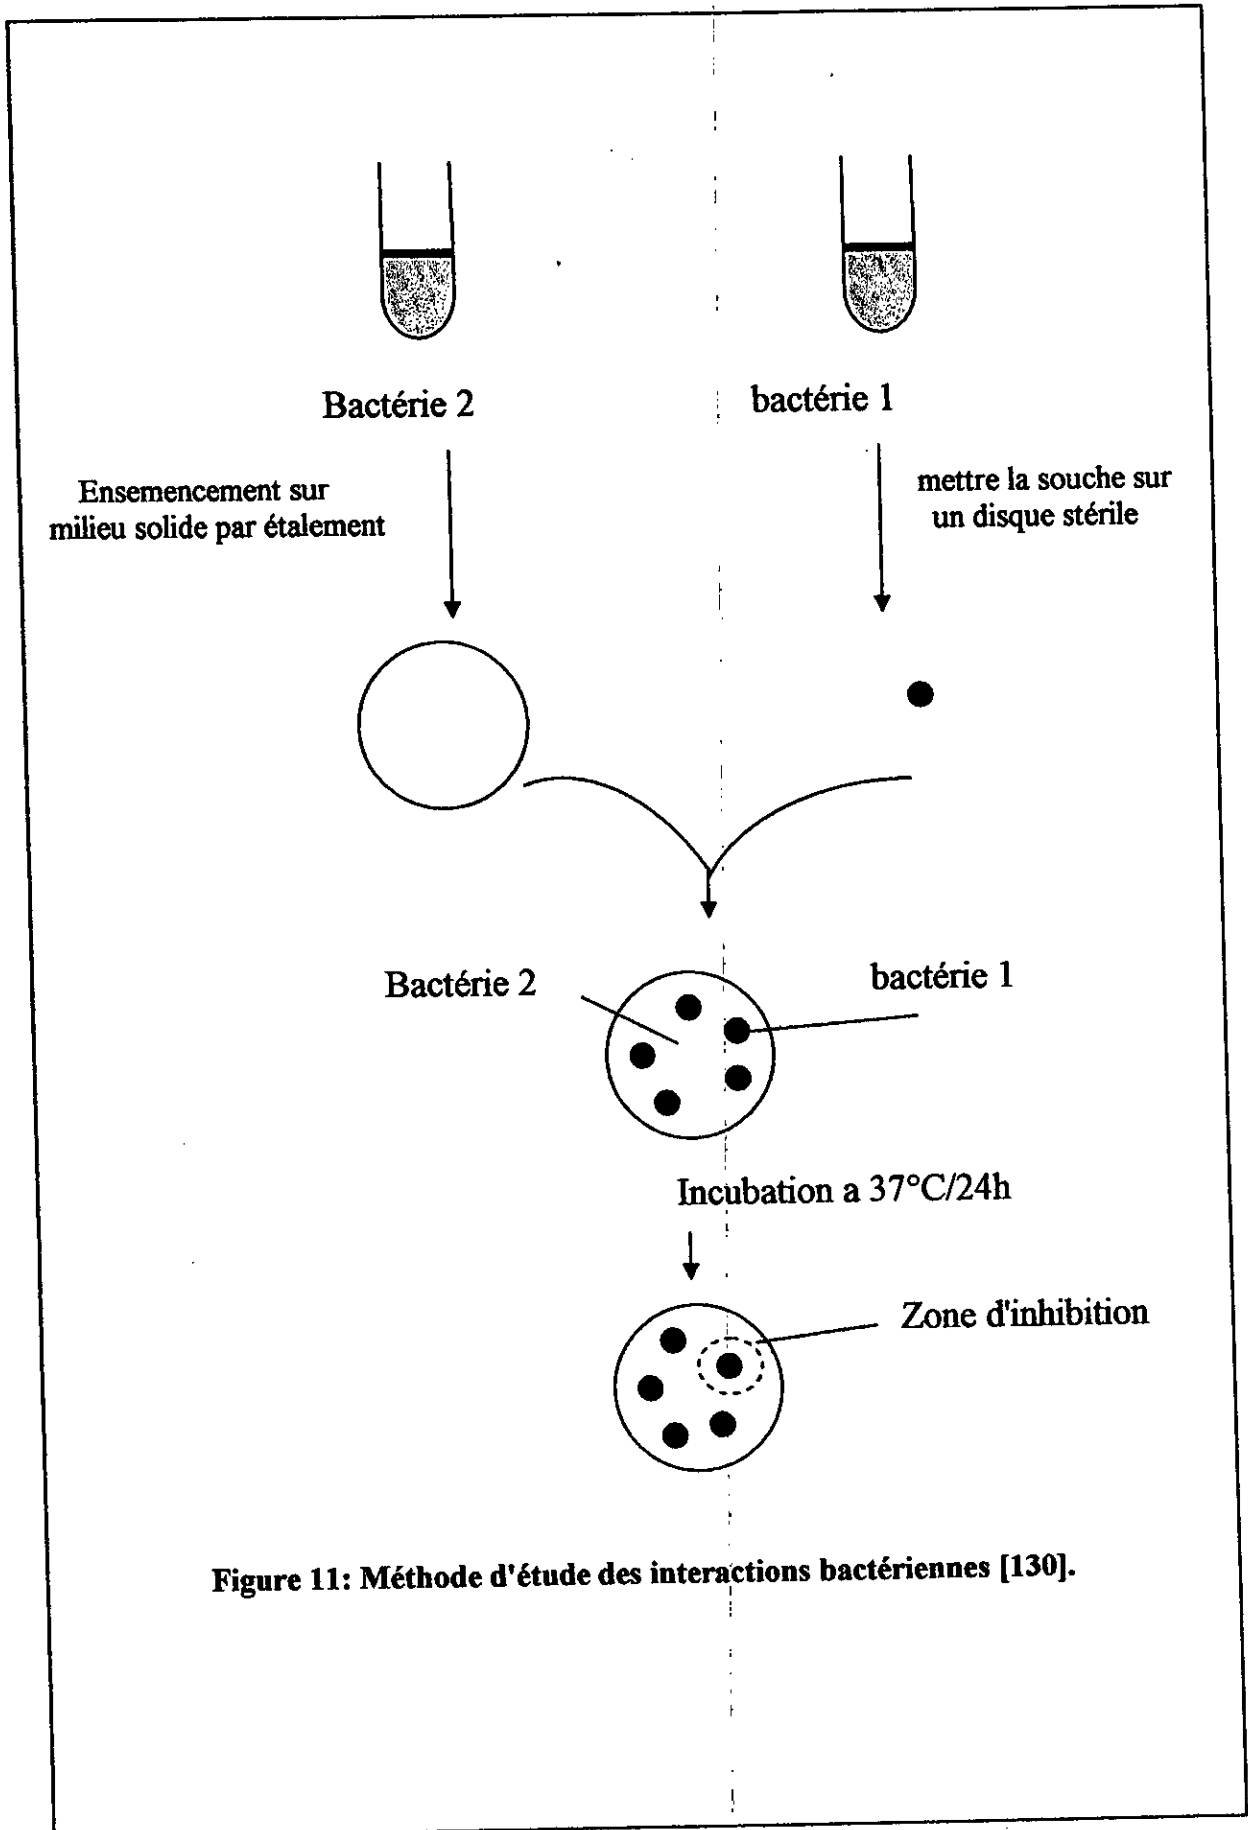 Bactérie 2
bactérie 1
Ensemencement sur
milieu solide par étalement
mettre la souche sur
un disque stérile
Bactérie 2
bactérie 1
Incubation a 37°C/24h
Zone d'inhibition
Figure 11: Méthode d'étude des interactions bactériennes [130].